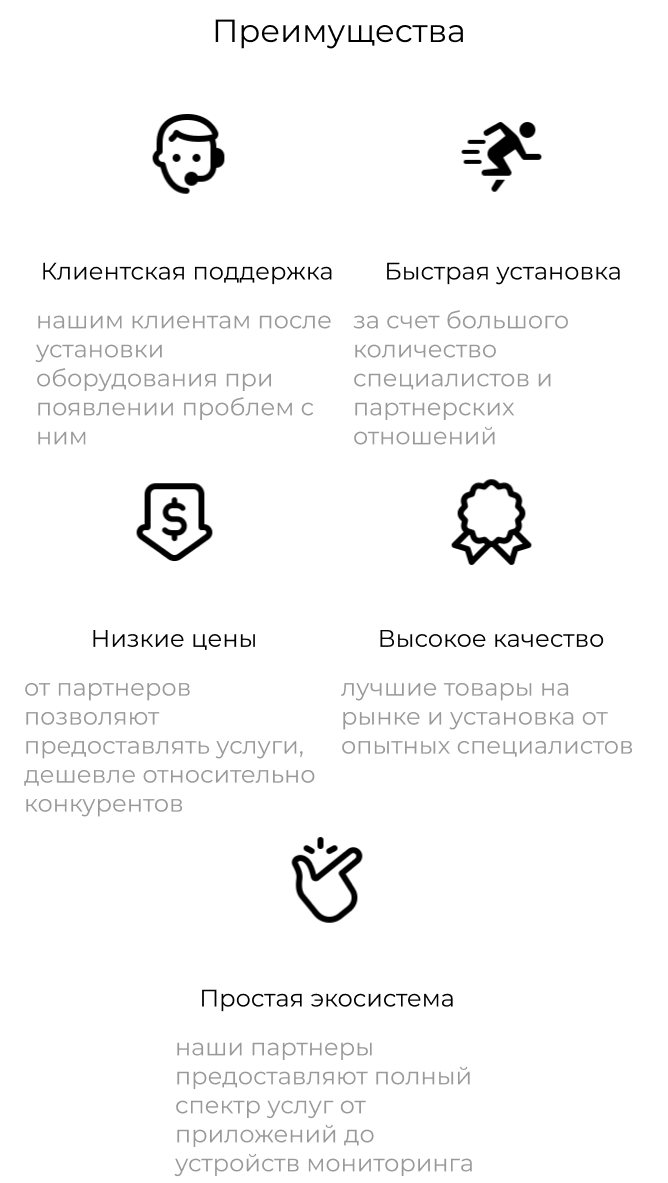 Преимущества
Клиентская поддержка
нашим клиентам после
установки
оборудования при
появлении проблем с
ним
Быстрая установка
за счет большого
количество
специалистов и
партнерских
отношений
$
Низкие цены
от партнеров
позволяют
предоставлять услуги,
дешевле относительно
конкурентов
Высокое качество
лучшие товары на
рынке и установка от
опытных специалистов
Простая экосистема
наши партнеры
предоставляют полный
спектр услуг от
приложений до
устройств мониторинга